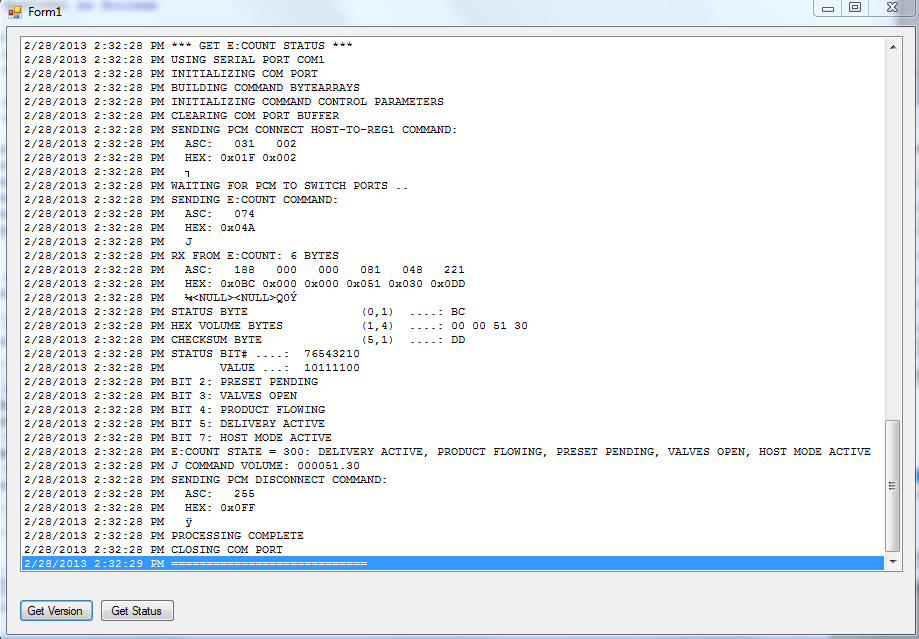 Form1
2/28/2013 2:32:28 PM *** GET E:COUNT STATUS ***
2/28/2013 2:32:28 PM USING SERIAL PORT COM1
2/28/2013 2:32:28 PM INITIALIZING COM PORT
2/28/2013 2:32:28 PM BUILDING COMMAND BYTEARRAYS
2/28/2013 2:32:28 PM INITIALIZING COMMAND CONTROL PARAMETERS
2/28/2013 2:32:28 PM CLEARING COM PORT BUFFER
2/28/2013 2:32:28 PM SENDING PCM CONNECT HOST-TO-REG1 COMMAND:
2/28/2013 2:32:28 PM   ASC:   031   002
2/28/2013 2:32:28 PM   HEX: 0x01F 0x002
2/28/2013 2:32:28 PM   ┐
2/28/2013 2:32:28 PM WAITING FOR PCM TO SWITCH PORTS ..
2/28/2013 2:32:28 PM SENDING E:COUNT COMMAND:
2/28/2013 2:32:28 PM   ASC:   074
2/28/2013 2:32:28 PM   HEX: 0x04A
2/28/2013 2:32:28 PM   J
2/28/2013 2:32:28 PM RX FROM E:COUNT: 6 BYTES
2/28/2013 2:32:28 PM   ASC:   188   000   000   081   048   221
2/28/2013 2:32:28 PM   HEX: 0x0BC 0x000 0x000 0x051 0x030 0x0DD
2/28/2013 2:32:28 PM   ¼<NULL><NULL>Q0Ý
2/28/2013 2:32:28 PM STATUS BYTE                (0,1)  ....: BC
2/28/2013 2:32:28 PM HEX VOLUME BYTES           (1,4)  ....: 00 00 51 30
2/28/2013 2:32:28 PM CHECKSUM BYTE              (5,1)  ....: DD
2/28/2013 2:32:28 PM STATUS BIT# ....:  76543210
2/28/2013 2:32:28 PM        VALUE ...:  10111100
2/28/2013 2:32:28 PM BIT 2: PRESET PENDING
2/28/2013 2:32:28 PM BIT 3: VALVES OPEN
2/28/2013 2:32:28 PM BIT 4: PRODUCT FLOWING
2/28/2013 2:32:28 PM BIT 5: DELIVERY ACTIVE
2/28/2013 2:32:28 PM BIT 7: HOST MODE ACTIVE
2/28/2013 2:32:28 PM E:COUNT STATE = 300: DELIVERY ACTIVE, PRODUCT FLOWING, PRESET PENDING, VALVES OPEN, HOST MODE ACTIVE
2/28/2013 2:32:28 PM J COMMAND VOLUME: 000051.30
2/28/2013 2:32:28 PM SENDING PCM DISCONNECT COMMAND:
2/28/2013 2:32:28 PM   ASC:   255
2/28/2013 2:32:28 PM   HEX: 0x0FF
2/28/2013 2:32:28 PM   ÿ
2/28/2013 2:32:28 PM PROCESSING COMPLETE
2/28/2013 2:32:28 PM CLOSING COM PORT
2/28/2013 2:32:29 PM ============================
Get Version Get Status